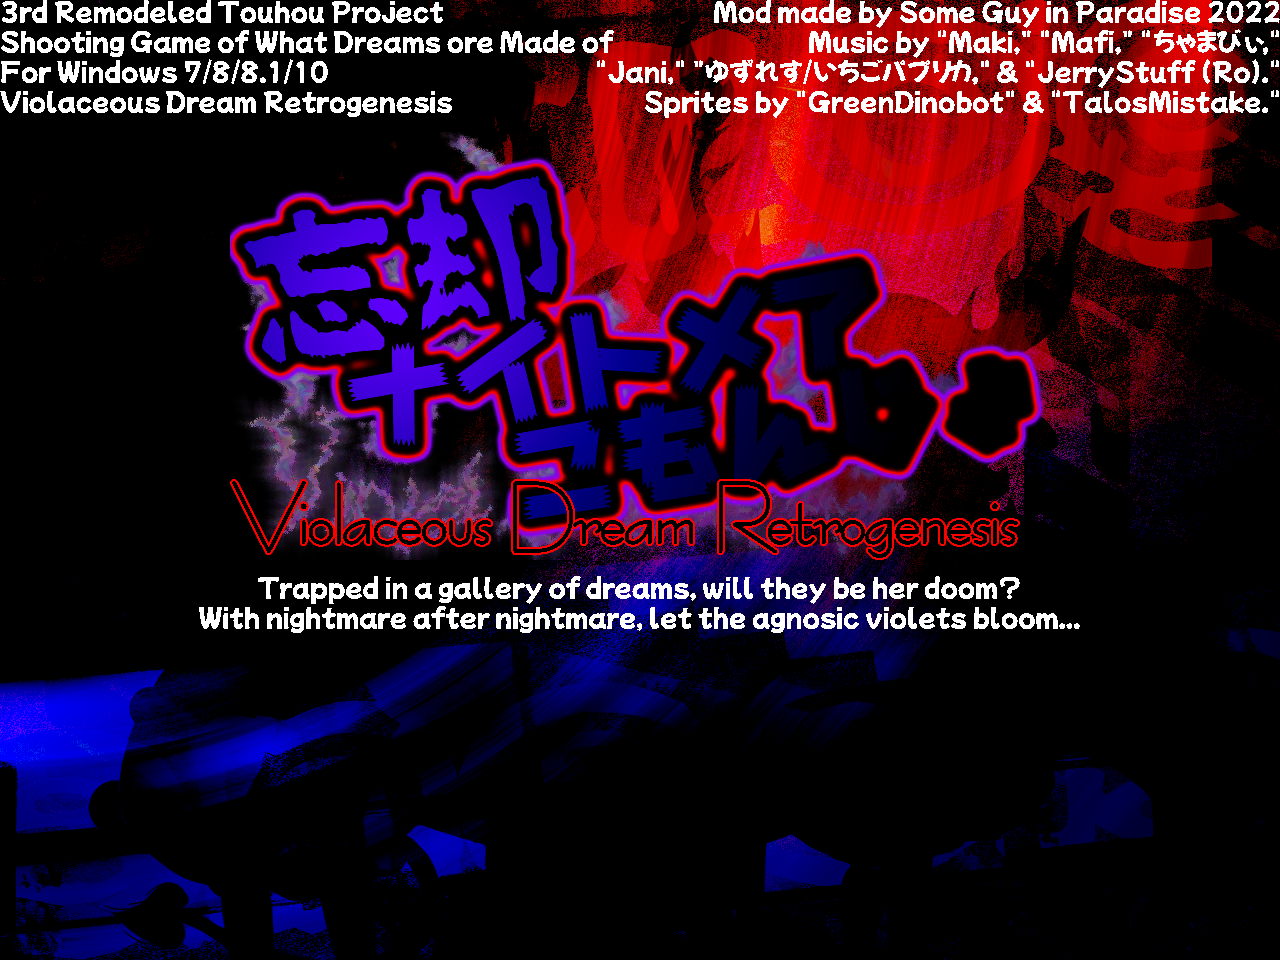 3rd Remodeled Touhou Project
Shooting Game of What Dreams are Made of
For Windows 7/8/8.1/10
Violaceous Dream Retrogenesis
Mod made by Some Guy in Paradise 2022
Music by "Maki," "Mafi," "ちゃまびぃ,"
"Jani," "ゆずれす/いちごパプリカ," & "JerryStuff (Ro)."
Sprites by "GreenDinobot" & "TalosMistake."
忘却
ナイトメア
こもん
Violaceous Dream Retrogenesis
Trapped in a gallery of dreams, will they be her doom?
With nightmare after nightmare, let the agnosic violets bloom...